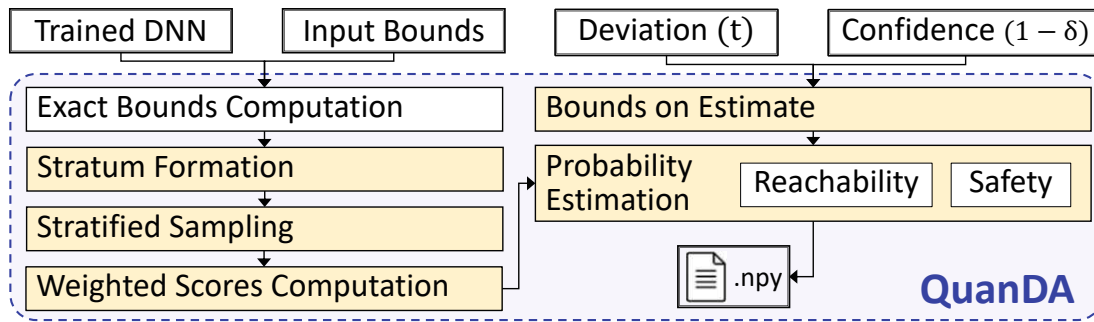 Trained DNN
Input Bounds
Deviation (t)
Confidence (1 − δ)
Exact Bounds Computation
Stratum Formation
Stratified Sampling
Weighted Scores Computation
Bounds on Estimate
Probability
Estimation
Reachability
Safety
.npy
QuanDA